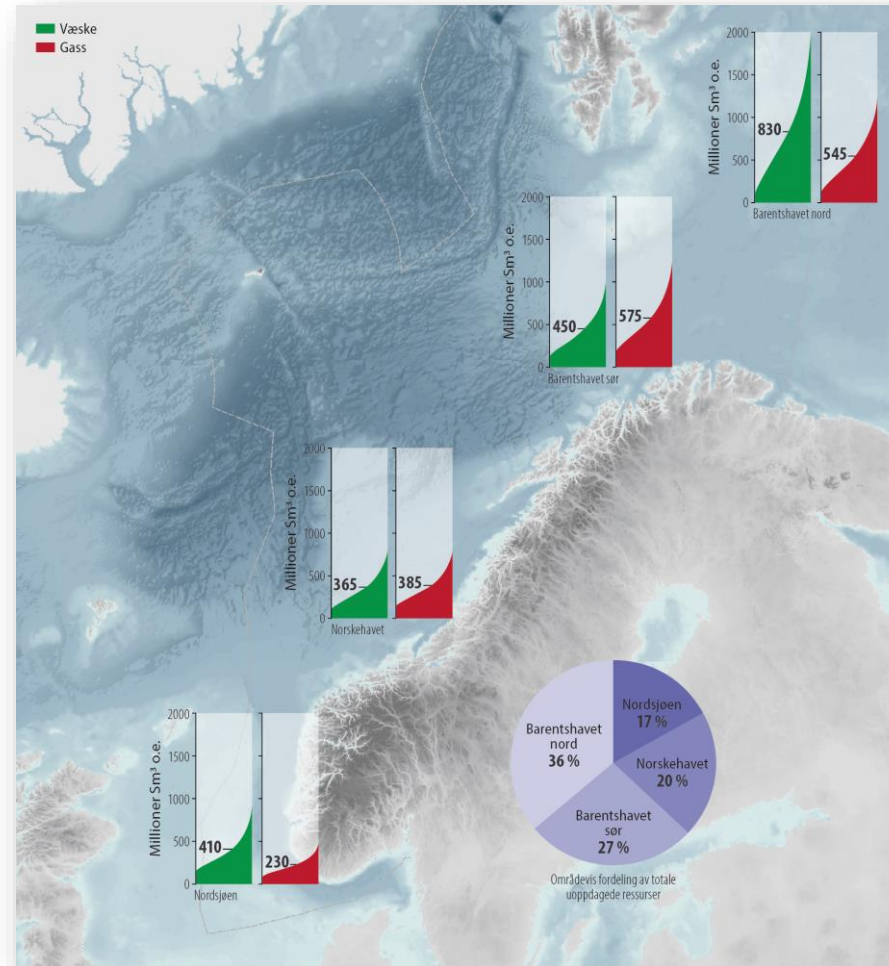 Væske
Gass
Millioner Sm³ o.e.
2000
1500
1000
500
0
830
545
Barentshavet nord
Millioner Sm³ o.e.
2000
1500
1000
500
0
450
575
Barentshavet sør
Millioner Sm³ o.e.
2000
1500
1000
500
0
365
385
Norskehavet
Millioner Sm³ o.e.
2000
1500
1000
500
0
410
230
Nordsjøen
Nordsjøen
17 %
Norskehavet
20 %
Barentshavet
sør
27 %
Barentshavet
nord
36 %
Områdevis fordeling av totale
uoppdagede ressurser